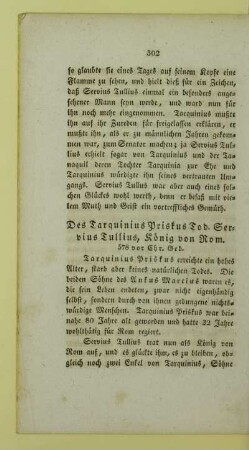 302
so glaubte sie eines Tages auf seinem Kopfe eine
Flamme zu sehen, und hielt dieß für ein Zeichen,
daß Servius Tullius einmal ein besonders ange-
sehener Mann seyn werde, und ward nun für
ihn noch mehr eingenommen. Tarquinius mußte
ihn auf ihr Zureden für freigelassen erklären, er
mußte ihn, als er zu männlichen Jahren gekom-
men war, zum Senator machen; ja Servius Tul-
lius erhielt sogar von Tarquinius und der Ta-
naquil deren Tochter Tarquinia zur Ehe und
Tarquinius würdigte ihn seines vertrauten Um-
gangs. Servius Tullius war aber auch eines sol-
chen Glückes wohl werth, denn er besaß mit vie-
lem Muth und Geist ein vortreffliches Gemüth.
Des Tarquinius Priskus Tod. Ser-
vius Tullius, König von Rom.
578 vor Chr. Geb.
Tarquinius Priskus erreichte ein hohes
Alter, starb aber keines natürlichen Todes. Die
beiden Söhne des Ankus Marcius waren es,
die sein Leben endeten, zwar nicht eigenhändig
selbst, sondern durch von ihnen gedungene nichts-
würdige Menschen. Tarquinius Priskus war bei-
nahe 80 Jahre alt geworden und hatte 32 Jahre
wohlthätig für Rom regiert.
Servius Tullius trat nun als König von
Rom auf, und es glückte ihm, es zu bleiben, ob-
gleich noch zwei Enkel von Tarquinius, Söhne